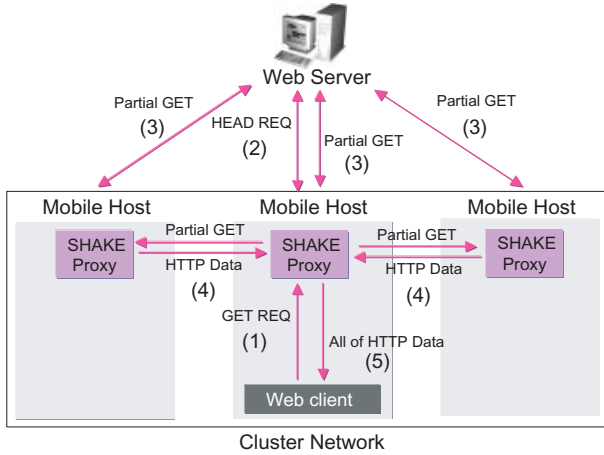 Web Server
Partial GET
(3)
HEAD REQ
(2)
Partial GET
(3)
Partial GET
(3)
Mobile Host
Mobile Host
Mobile Host
SHAKE
Proxy
Partial GET
HTTP Data
(4)
SHAKE
Proxy
Partial GET
HTTP Data
(4)
SHAKE
Proxy
GET REQ
(1)
All of HTTP Data
(5)
Web client
Cluster Network